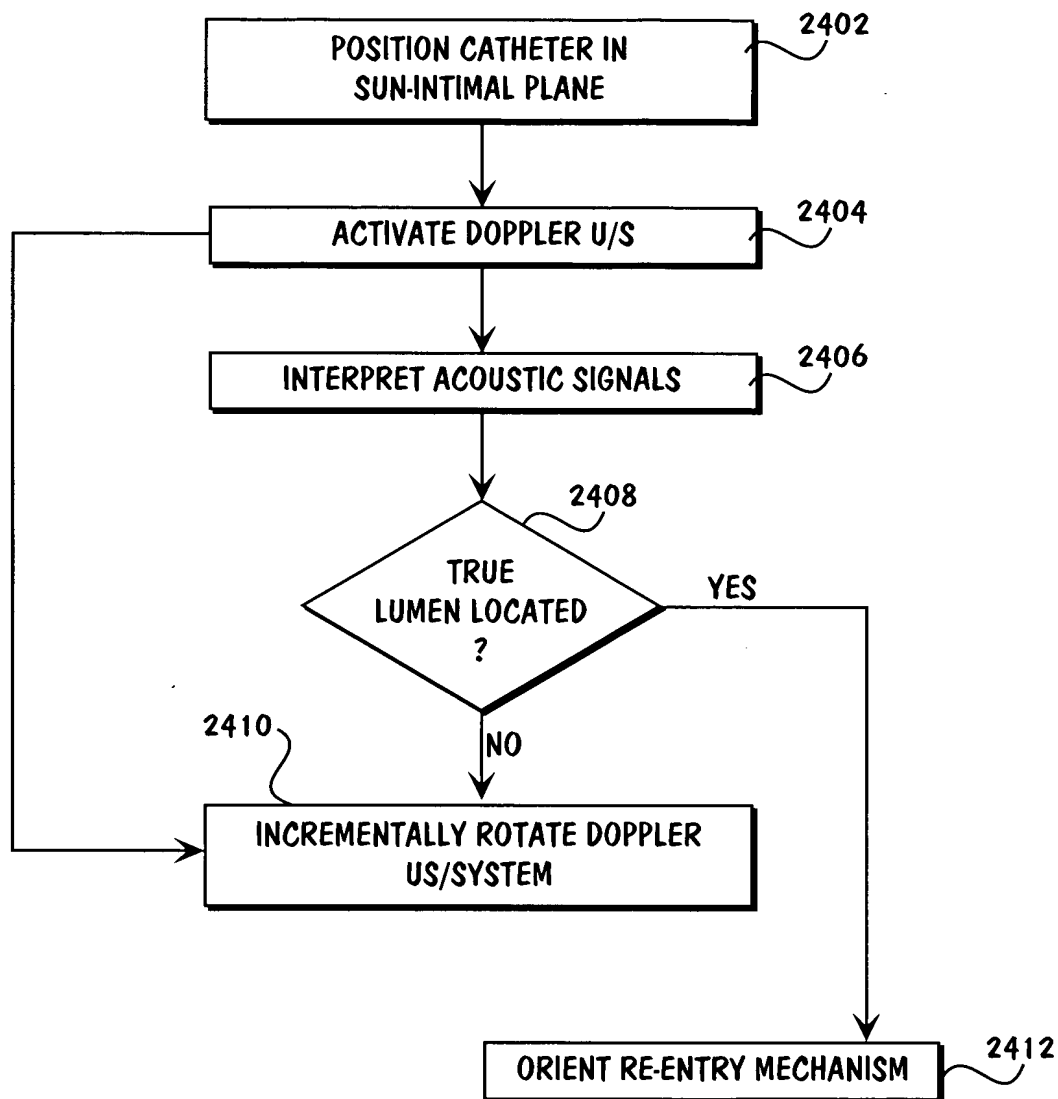 POSITION CATHETER IN
SUN-INTIMAL PLANE
2402
ACTIVATE DOPPLER U/S
2404
INTERPRET ACOUSTIC SIGNALS
2406
2408
TRUE
LUMEN LOCATED
?
YES
NO
2410
INCREMENTALLY ROTATE DOPPLER
US/SYSTEM
ORIENT RE-ENTRY MECHANISM
2412